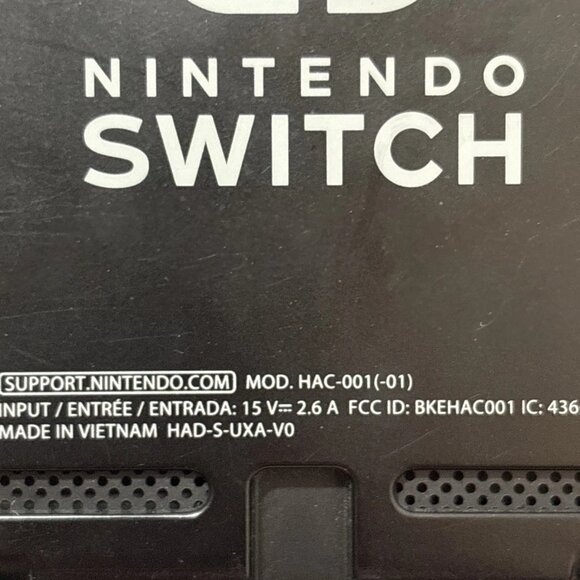 NINTENDO
SWITCH
SUPPORT.NINTENDO.COM MOD. HAC-001(-01)
INPUT / ENTRÉE / ENTRADA: 15 V⎓ 2.6 A FCC ID: BKEHAC001 IC: 436
MADE IN VIETNAM HAD-S-UXA-V0